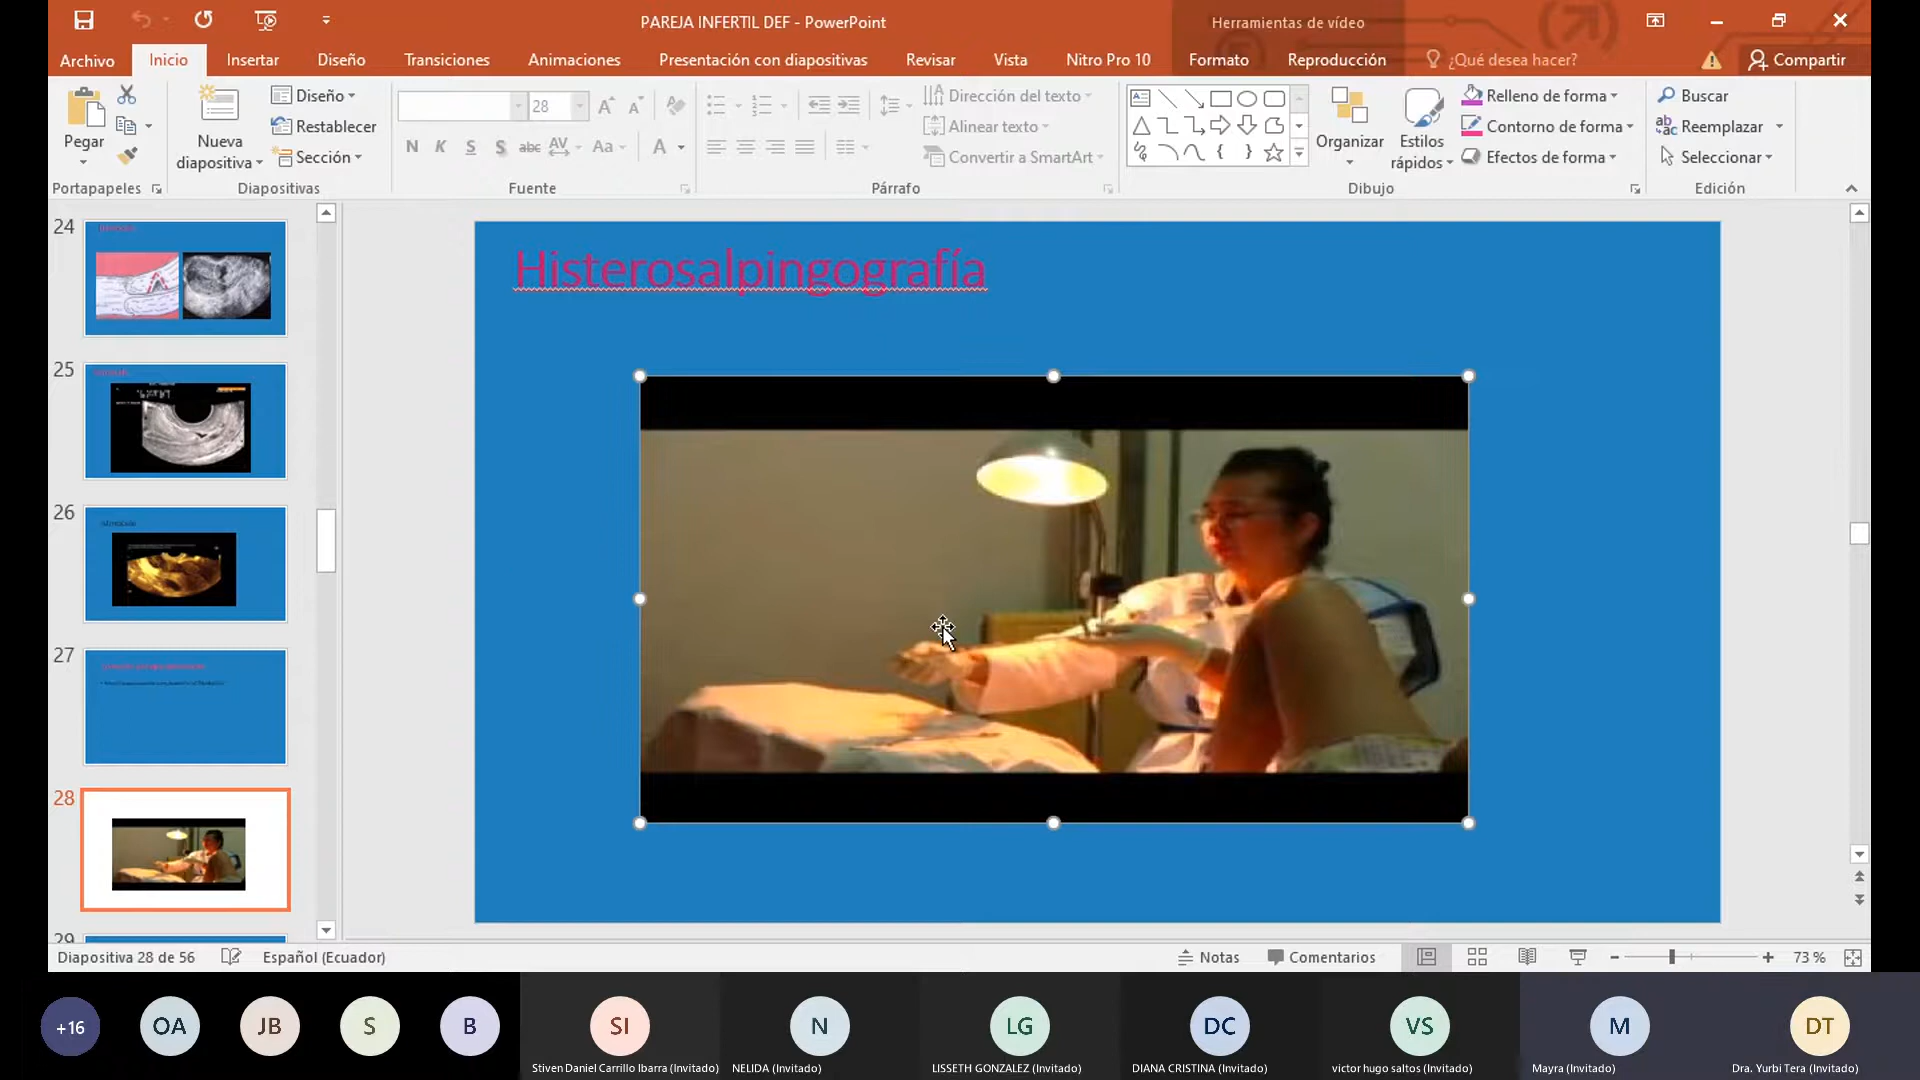 PAREJA INFERTIL DEF - PowerPoint
Herramientas de vídeo
Archivo Inicio Insertar Diseño Transiciones Animaciones Presentación con diapositivas Revisar Vista Nitro Pro 10 Formato Reproducción ¿Qué desea hacer? Compartir
Pegar
Nueva diapositiva
Diseño
Restablecer
Sección
28
N K S S abc AV Aa A
Dirección del texto
Alinear texto
Convertir a SmartArt
Organizar
Estilos rápidos
Relleno de forma
Contorno de forma
Efectos de forma
Buscar
Reemplazar
Seleccionar
Portapapeles Diapositivas Fuente Párrafo Dibujo Edición
24
25
26
27
28
29
Histerosalpingografía
Diapositiva 28 de 56 Español (Ecuador) Notas Comentarios 73 %
+16 OA JB S B SI N LG DC VS M DT
Stiven Daniel Carrillo Ibarra (Invitado) NELIDA (Invitado) LISSETH GONZALEZ (Invitado) DIANA CRISTINA (Invitado) victor hugo saltos (Invitado) Mayra (Invitado) Dra. Yurbi Tera (Invitado)